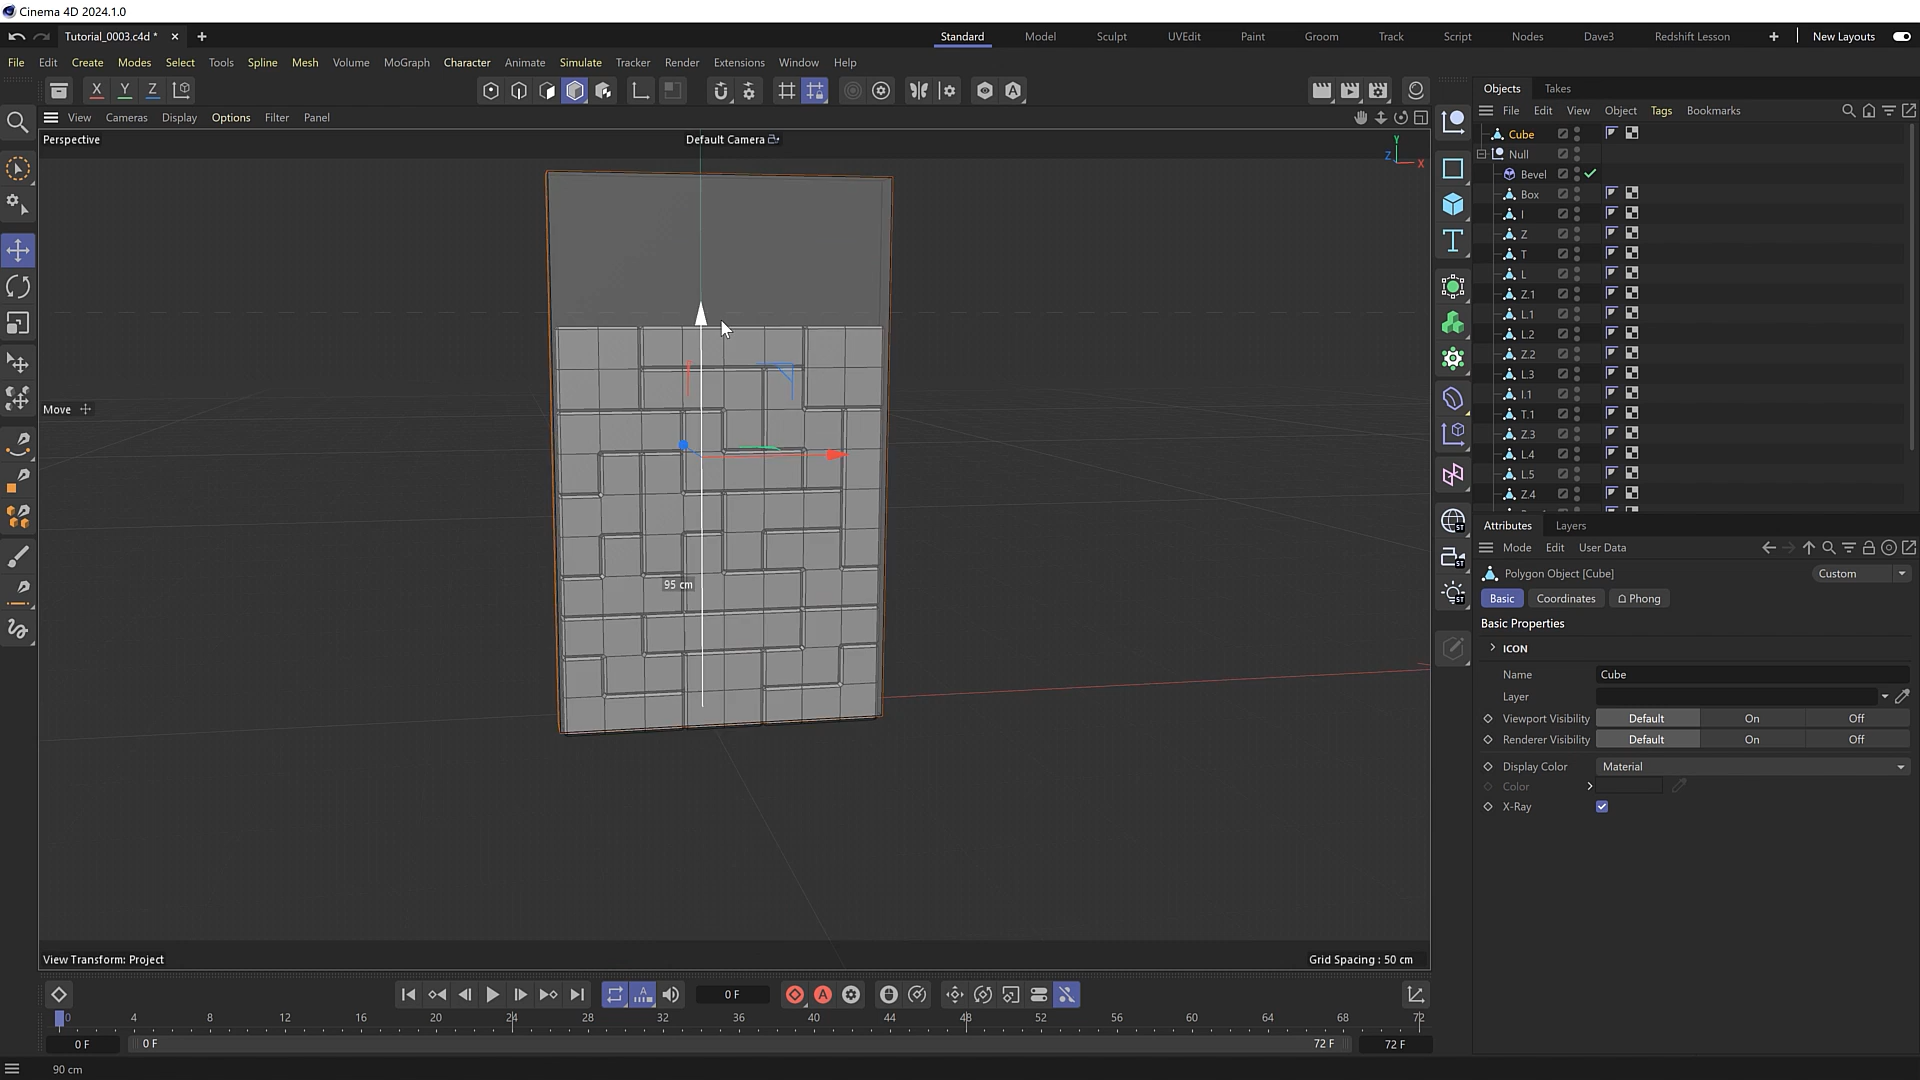 Cinema 4D 2024.1.0
Tutorial_0003.c4d *
Standard Model Sculpt UVEdit Paint Groom Track Script Nodes Dave3 Redshift Lesson New Layouts
File Edit Create Modes Select Tools Spline Mesh Volume MoGraph Character Animate Simulate Tracker Render Extensions Window Help
X Y Z
Objects Takes
File Edit View Object Tags Bookmarks
View Cameras Display Options Filter Panel
Perspective
Default Camera
Y
Z X
Cube
Null
Bevel
Box
I
Z
T
L
Z.1
L.1
L.2
Z.2
L.3
I.1
T.1
Z.3
L.4
L.5
Z.4
Move
95 cm
View Transform: Project
Grid Spacing : 50 cm
Attributes Layers
Mode Edit User Data
Polygon Object [Cube]
Custom
Basic Coordinates Phong
Basic Properties
ICON
Name Cube
Layer
Viewport Visibility Default On Off
Renderer Visibility Default On Off
Display Color Material
Color
X-Ray
ST
ST
ST
0 F
0 4 8 12 16 20 24 28 32 36 40 44 48 52 56 60 64 68 72
0 F 0 F 72 F 72 F
90 cm